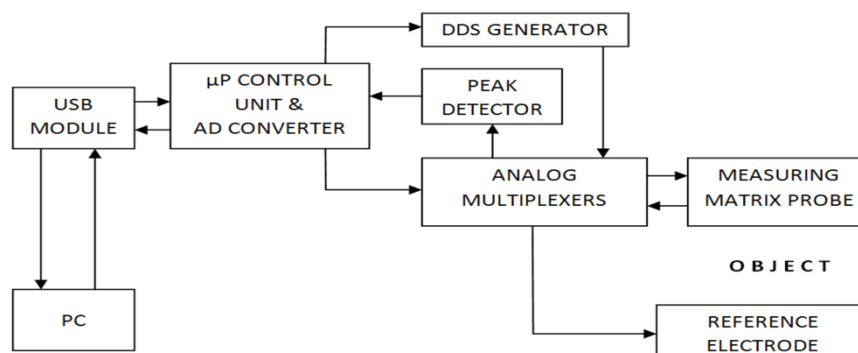 DDS GENERATOR
µP CONTROL
UNIT &
AD CONVERTER
PEAK
DETECTOR
USB
MODULE
ANALOG
MULTIPLEXERS
MEASURING
MATRIX PROBE
OBJECT
PC
REFERENCE
ELECTRODE